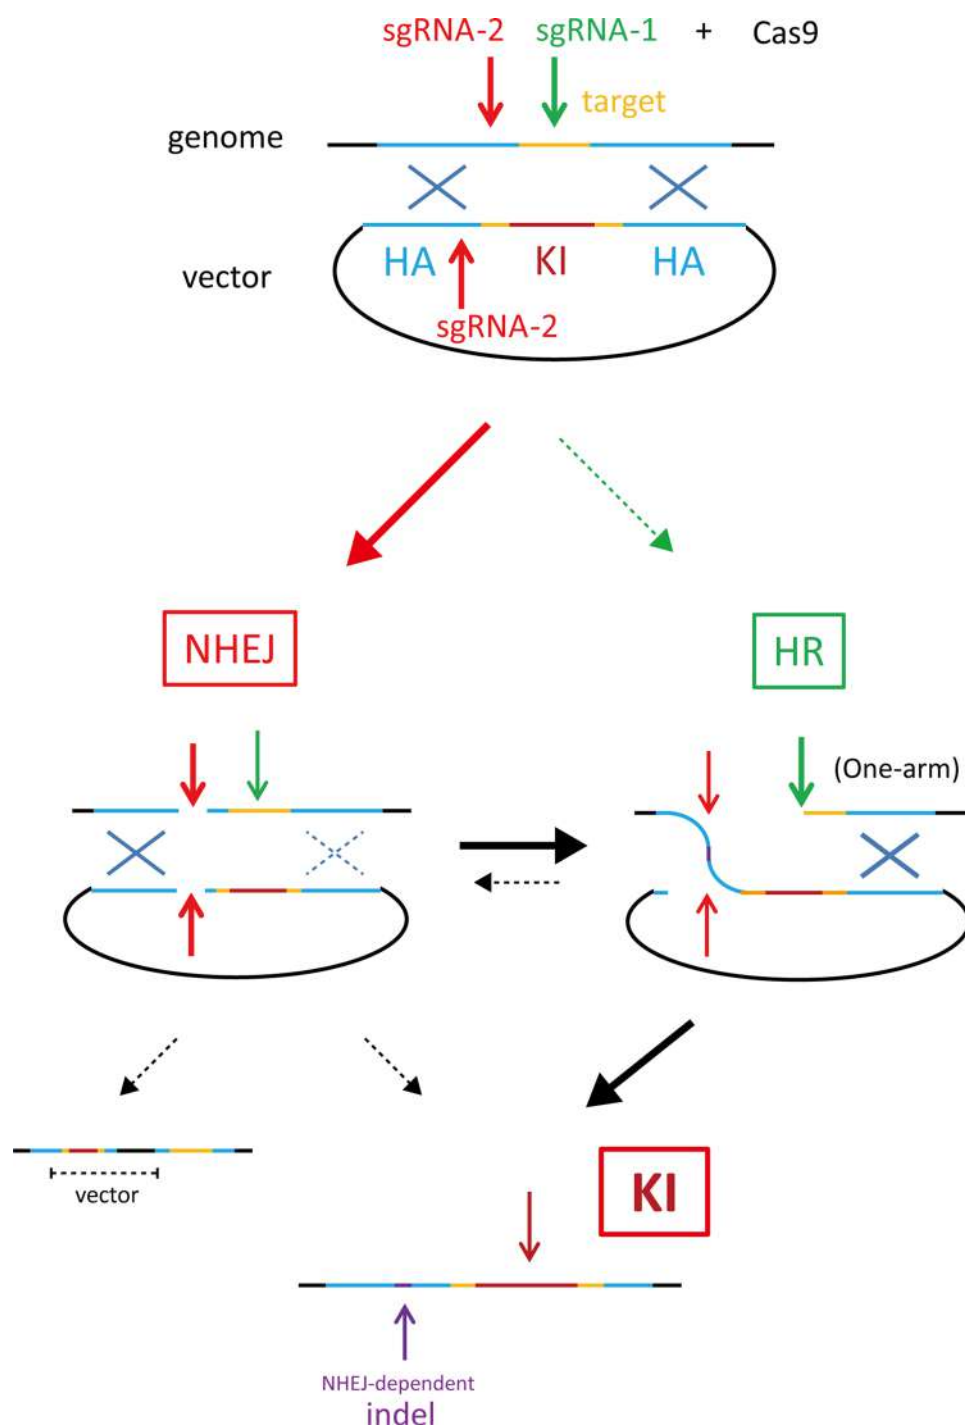 sgRNA-2 sgRNA-1 + Cas9
target
genome
HA KI HA
vector
sgRNA-2
NHEJ
HR
(One-arm)
vector
KI
NHEJ-dependent
indel